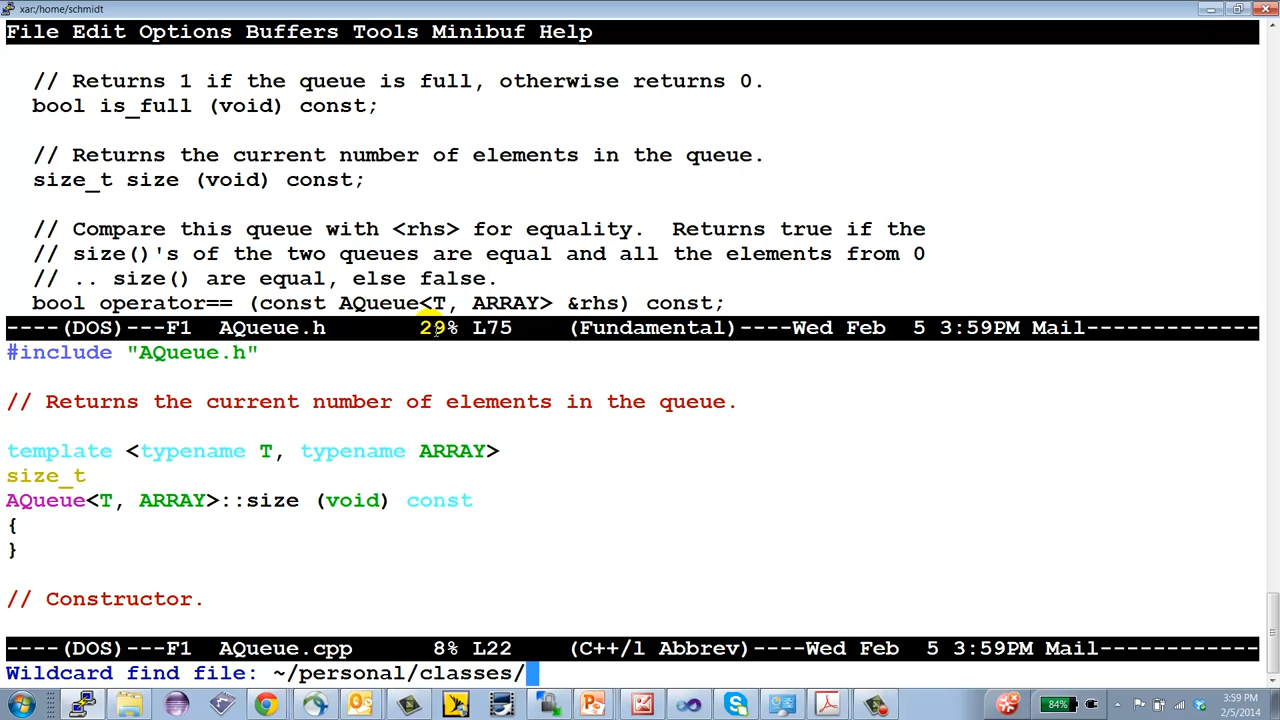 xar:/home/schmidt
File Edit Options Buffers Tools Minibuf Help
// Returns 1 if the queue is full, otherwise returns 0.
bool is_full (void) const;
// Returns the current number of elements in the queue.
size_t size (void) const;
// Compare this queue with <rhs> for equality.  Returns true if the
// size()'s of the two queues are equal and all the elements from 0
// .. size() are equal, else false.
bool operator== (const AQueue<T, ARRAY> &rhs) const;
----(DOS)---F1  AQueue.h       29% L75    (Fundamental)----Wed Feb  5 3:59PM Mail-------------
#include "AQueue.h"
// Returns the current number of elements in the queue.
template <typename T, typename ARRAY>
size_t
AQueue<T, ARRAY>::size (void) const
{
}
// Constructor.
----(DOS)---F1  AQueue.cpp      8% L22    (C++/l Abbrev)----Wed Feb  5 3:59PM Mail-------------
Wildcard find file: ~/personal/classes/
84%
3:59 PM
2/5/2014